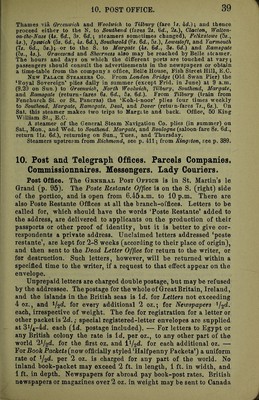 10. POST OFFICE. 39
Thames viâ Greenwich and Woolwich to Tilbury (fare 1s. 6d.); and thence
proceed either to the N. to Southend (fares 2s. 6d., 2s.), Clacton, Walton-
on-the-Naze (4s. 6d., 3s. 6d.; steamers sometimes changed), Felixstowe (5s.,
4s.), Ipswich (5s. 6d., 4s. 6d.), Southwold (7s. 6d., 5s.), Lowestoft, and Yarmouth
(7s. 6d., 5s.); or to the S. to Margate (4s. 6d., 3s. 6d.) and Ramsgate
(5s., 4s.). Greenwich and Sheerness also may be reached by Belle steamer.
The hours and days on which the different ports are touched at vary;
passengers should consult the advertisements in the newspapers or obtain
a time-table from the company's office, Belle House, Fish Street Hill, E.C.
NEW PALACE STEAMERS CO. From London Bridge (Old Swan Pier) the
'Royal Sovereign' plies daily in summer (except Frid. in June) at 9 a.m.
(9.20 on Sun.) to Greenwich, North Woolwich, Tilbury, Southend, Margate,
and Ramsgate (return-fares 6s. 6d., 5s. 6d.). From Tilbury (train from
Fenchurch St. or St. Pancras) the 'Koh-i-noor' plies four times weekly
to Southend, Margate, Ramsgate, Deal, and Dover (return-fares 7s., 6s.). On
Sat. this steamer makes two trips to Margate and back. Office, 50 King
William St., E.C.
A steamer of the General Steam Navigation Co. plies (in summer) on
Sat., Mon., and Wed. to Southend, Margate, and Boulogne (saloon fare 8s. 6d.,
return 11s. 6d.), returning on Sun., Tues., and Thursday.
Steamers upstream from Richmond, see p. 411; from Kingston, see p. 389.
10. Post and Telegraph Offices. Parcels Companies.
Commissionnaires. Messengers. Lady Couriers.
Post Office. The GENERAL POST OFFICE is in St. Martin's le
Grand (p. 95). The Poste Restante Office is on the S. (right) side
of the portico, and is open from 6.45 a.m. to 10 p.m. There are
also Poste Restante Offices at all the branch-offices. Letters to be
called for, which should have the words 'Poste Restante' added to
the address, are delivered to applicants on the production of their
passports or other proof of identity, but it is better to give cor-
respondents a private address. Unclaimed letters addressed 'poste
restante', are kept for 2-8 weeks (according to their place of origin),
and then sent to the Dead Letter Office for return to the writer, or
for destruction. Such letters, however, will be returned within a
specified time to the writer, if a request to that effect appear on the
envelope.
Unprepaid letters are charged double postage, but may be refused
by the addressee. The postage for the whole of Great Britain, Ireland,
and the islands in the British seas is 1d. for Letters not exceeding
4 oz., and 1/2d. for every additional 2 oz.; for Newspapers 1/2d.
each, irrespective of weight. The fee for registration of a letter or
other packet is 2d.; special registered-letter envelopes are supplied
at 31/4-4d. each (1d. postage included). — For letters to Egypt or
any British colony the rate is 1d. per oz., to any other part of the
world 21/2d. for the first oz. and 11/2d. for each additional oz. —
For Book Packets (now officially styled 'Halfpenny Packets') a uniform
rate of 1/2d. per 2 oz. is charged for any part of the world. No
inland book-packet may exceed 2 ft. in length, 1 ft. in width, and
1 ft. in depth. Newspapers for abroad pay book-post rates. British
newspapers or magazines over 2 oz. in weight may be sent to Canada